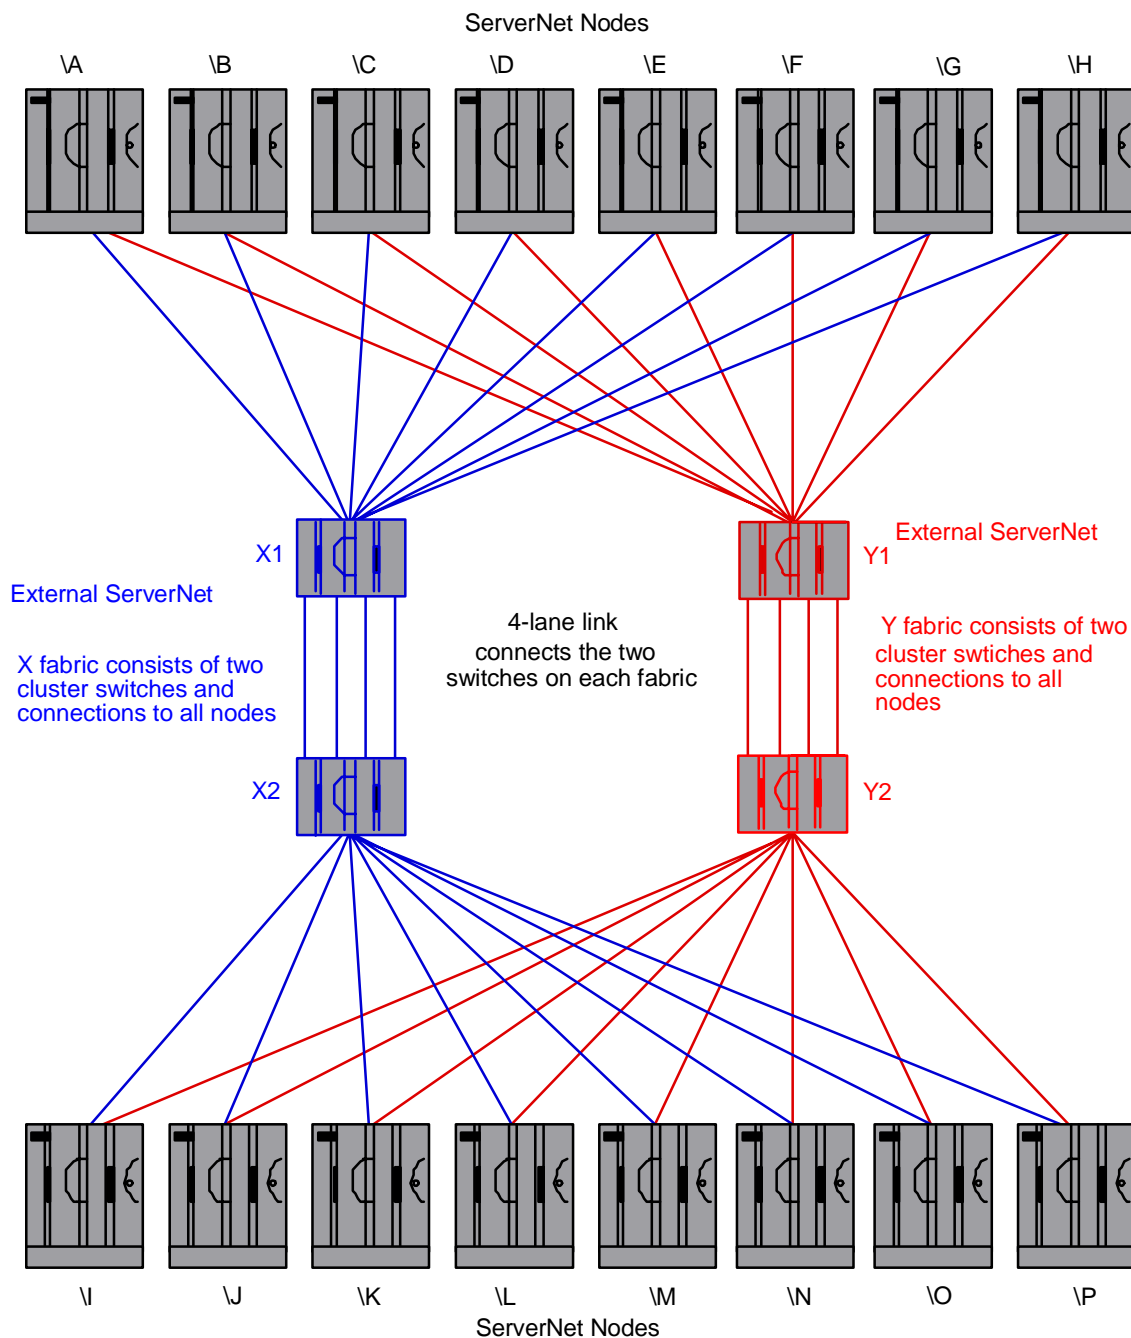 ServerNet Nodes
\A \B \C \D \E \F \G \H
X1
Y1
External ServerNet
External ServerNet
4-lane link
connects the two
switches on each fabric
X fabric consists of two
cluster switches and
connections to all nodes
Y fabric consists of two
cluster swtiches and
connections to all
nodes
X2
Y2
\I \J \K \L \M \N \O \P
ServerNet Nodes